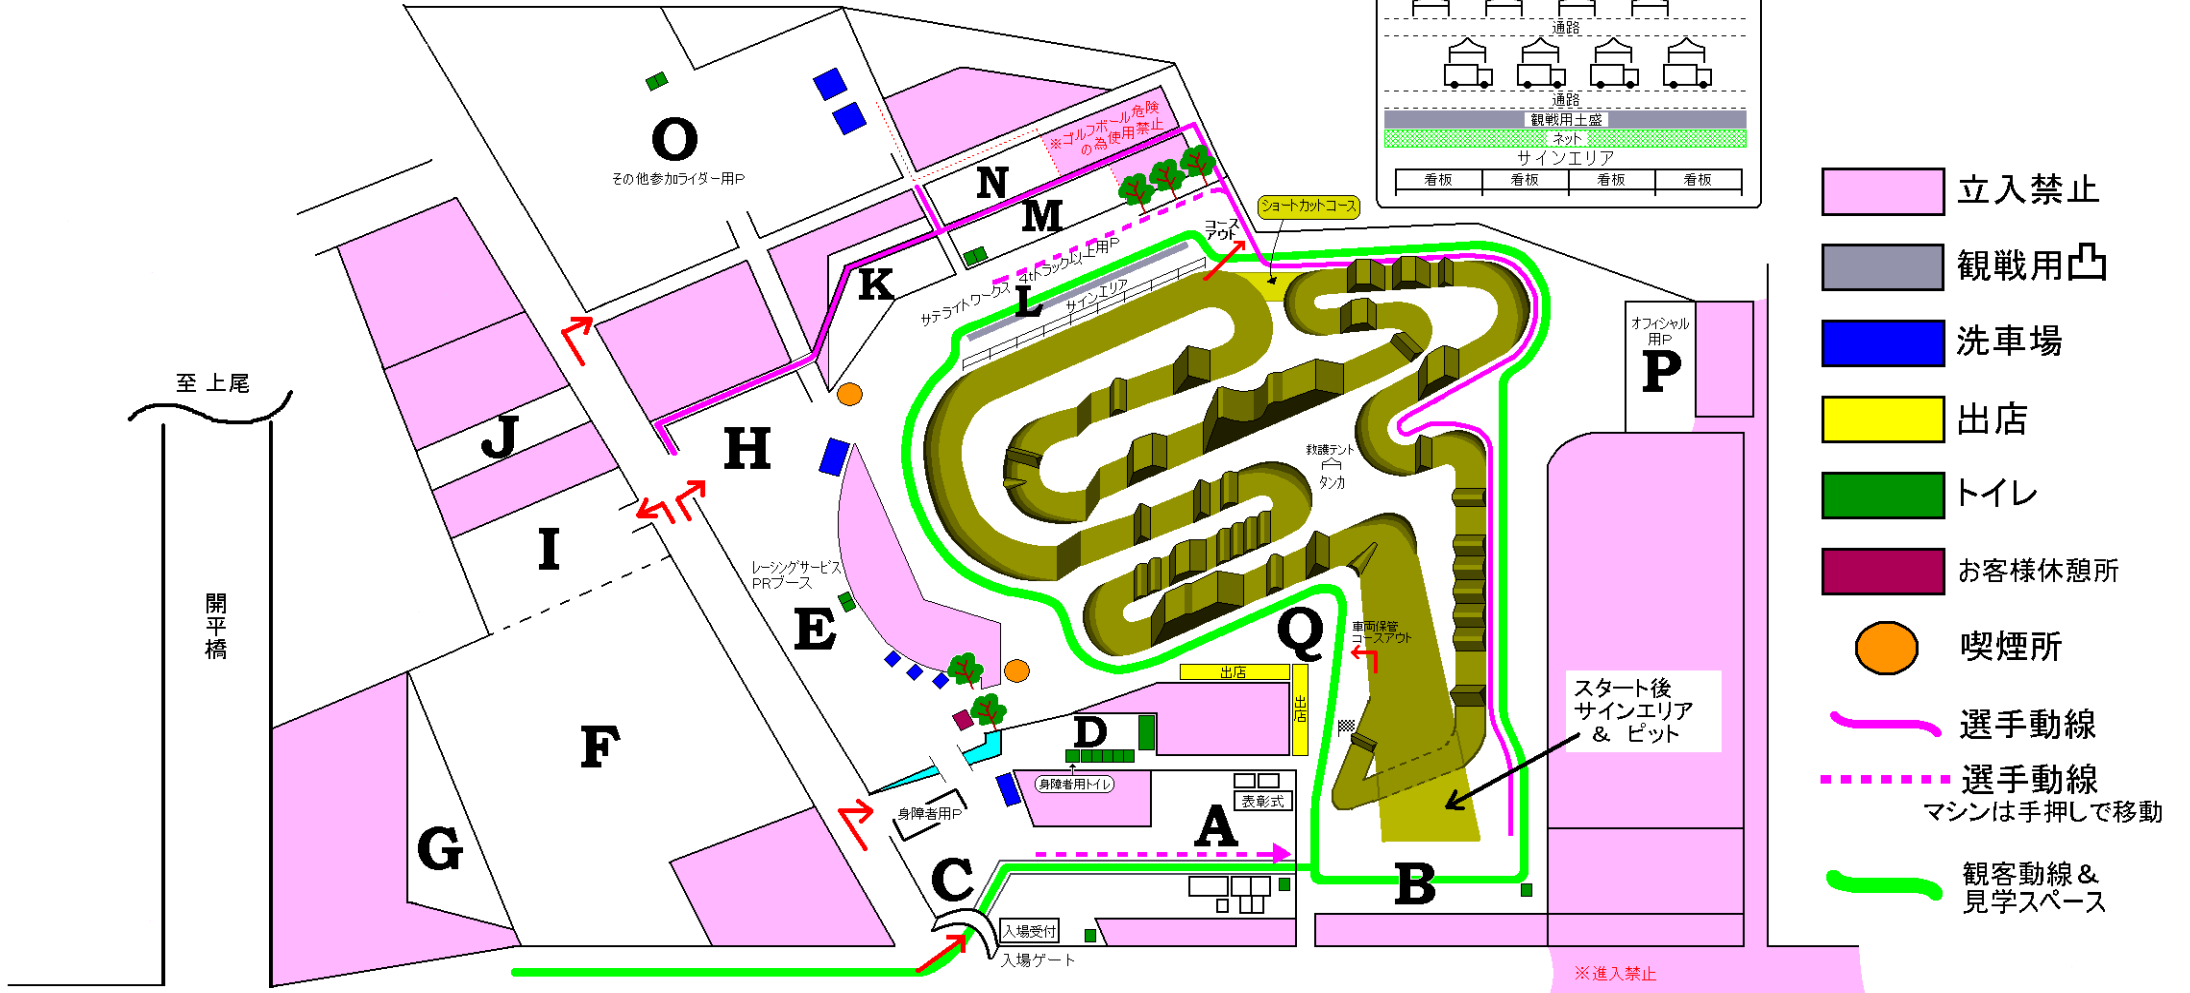 通路
通路
観戦用土盛
ネット
サインエリア
看板 看板 看板 看板
※ゴルフボール危険
の為使用禁止
O
その他参加ライダー用P
N
M
ショートカットコース
コース
アウト
K
サテライトワークス 4tトラック以上用P
L
サインエリア
オフィシャル
用P
P
至 上尾
J
H
救護テント
タンカ
I
開平橋
レーシングサービス
PRブース
E
Q
車両保管
コースアウト
出店
出店
スタート後
サインエリア
& ピット
F
D
身障者用トイレ
身障者用P
表彰式
A
G
C
B
入場受付
入場ゲート
※進入禁止
立入禁止
観戦用凸
洗車場
出店
トイレ
お客様休憩所
喫煙所
選手動線
選手動線
マシンは手押しで移動
観客動線&
見学スペース